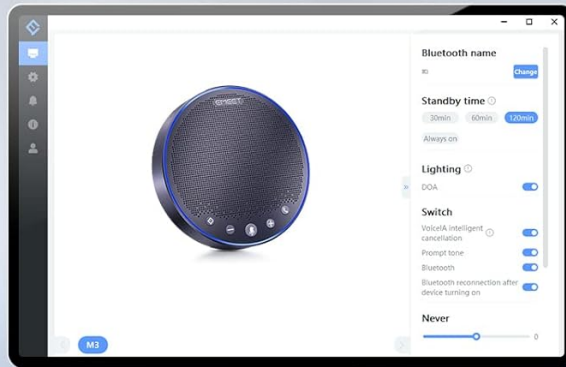 Bluetooth name
Change
Standby time
30min
60min
120min
Always on
Lighting
DOA
Switch
VoiceIA intelligent
cancellation
Prompt tone
Bluetooth
Bluetooth reconnection after
device turning on
Never
0
EMEET
M3